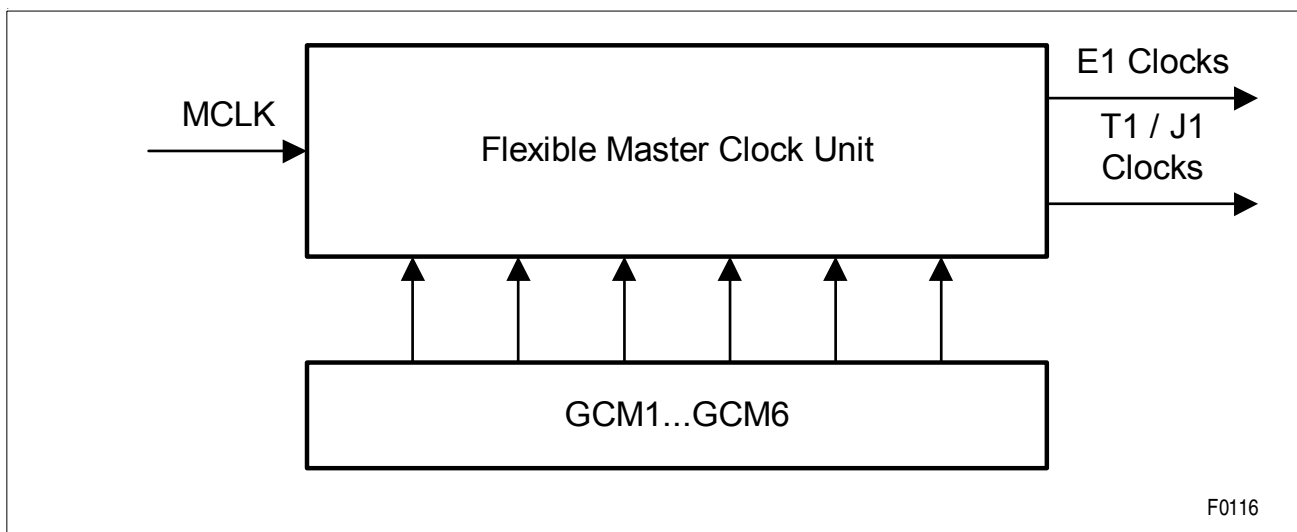 E1 Clocks
MCLK
T1 / J1
Clocks
Flexible Master Clock Unit
GCM1...GCM6
F0116